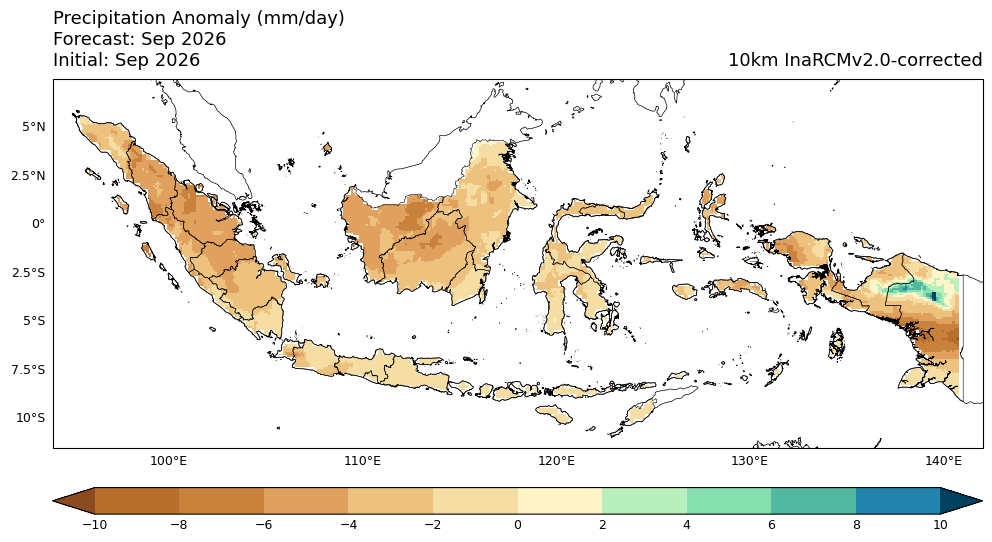 Precipitation Anomaly (mm/day)
Forecast: Sep 2026
Initial: Sep 2026
10km InaRCMv2.0-corrected
5°N
2.5°N
0°
2.5°S
5°S
7.5°S
10°S
100°E 110°E 120°E 130°E 140°E
−10 −8 −6 −4 −2 0 2 4 6 8 10